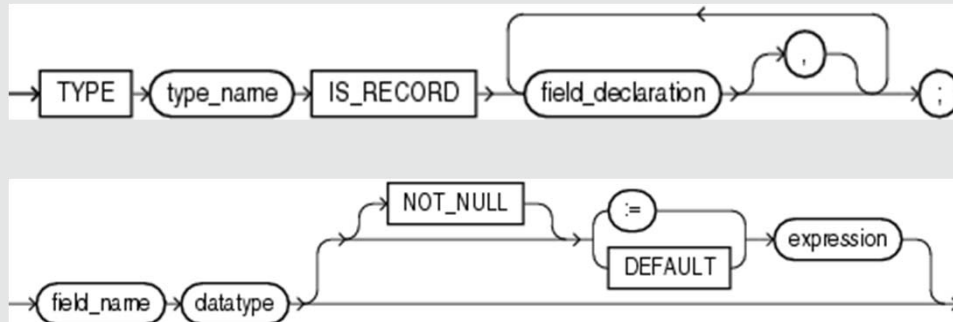 ,
TYPE type_name IS_RECORD field_declaration ;
NOT_NULL :=
DEFAULT expression
field_name datatype